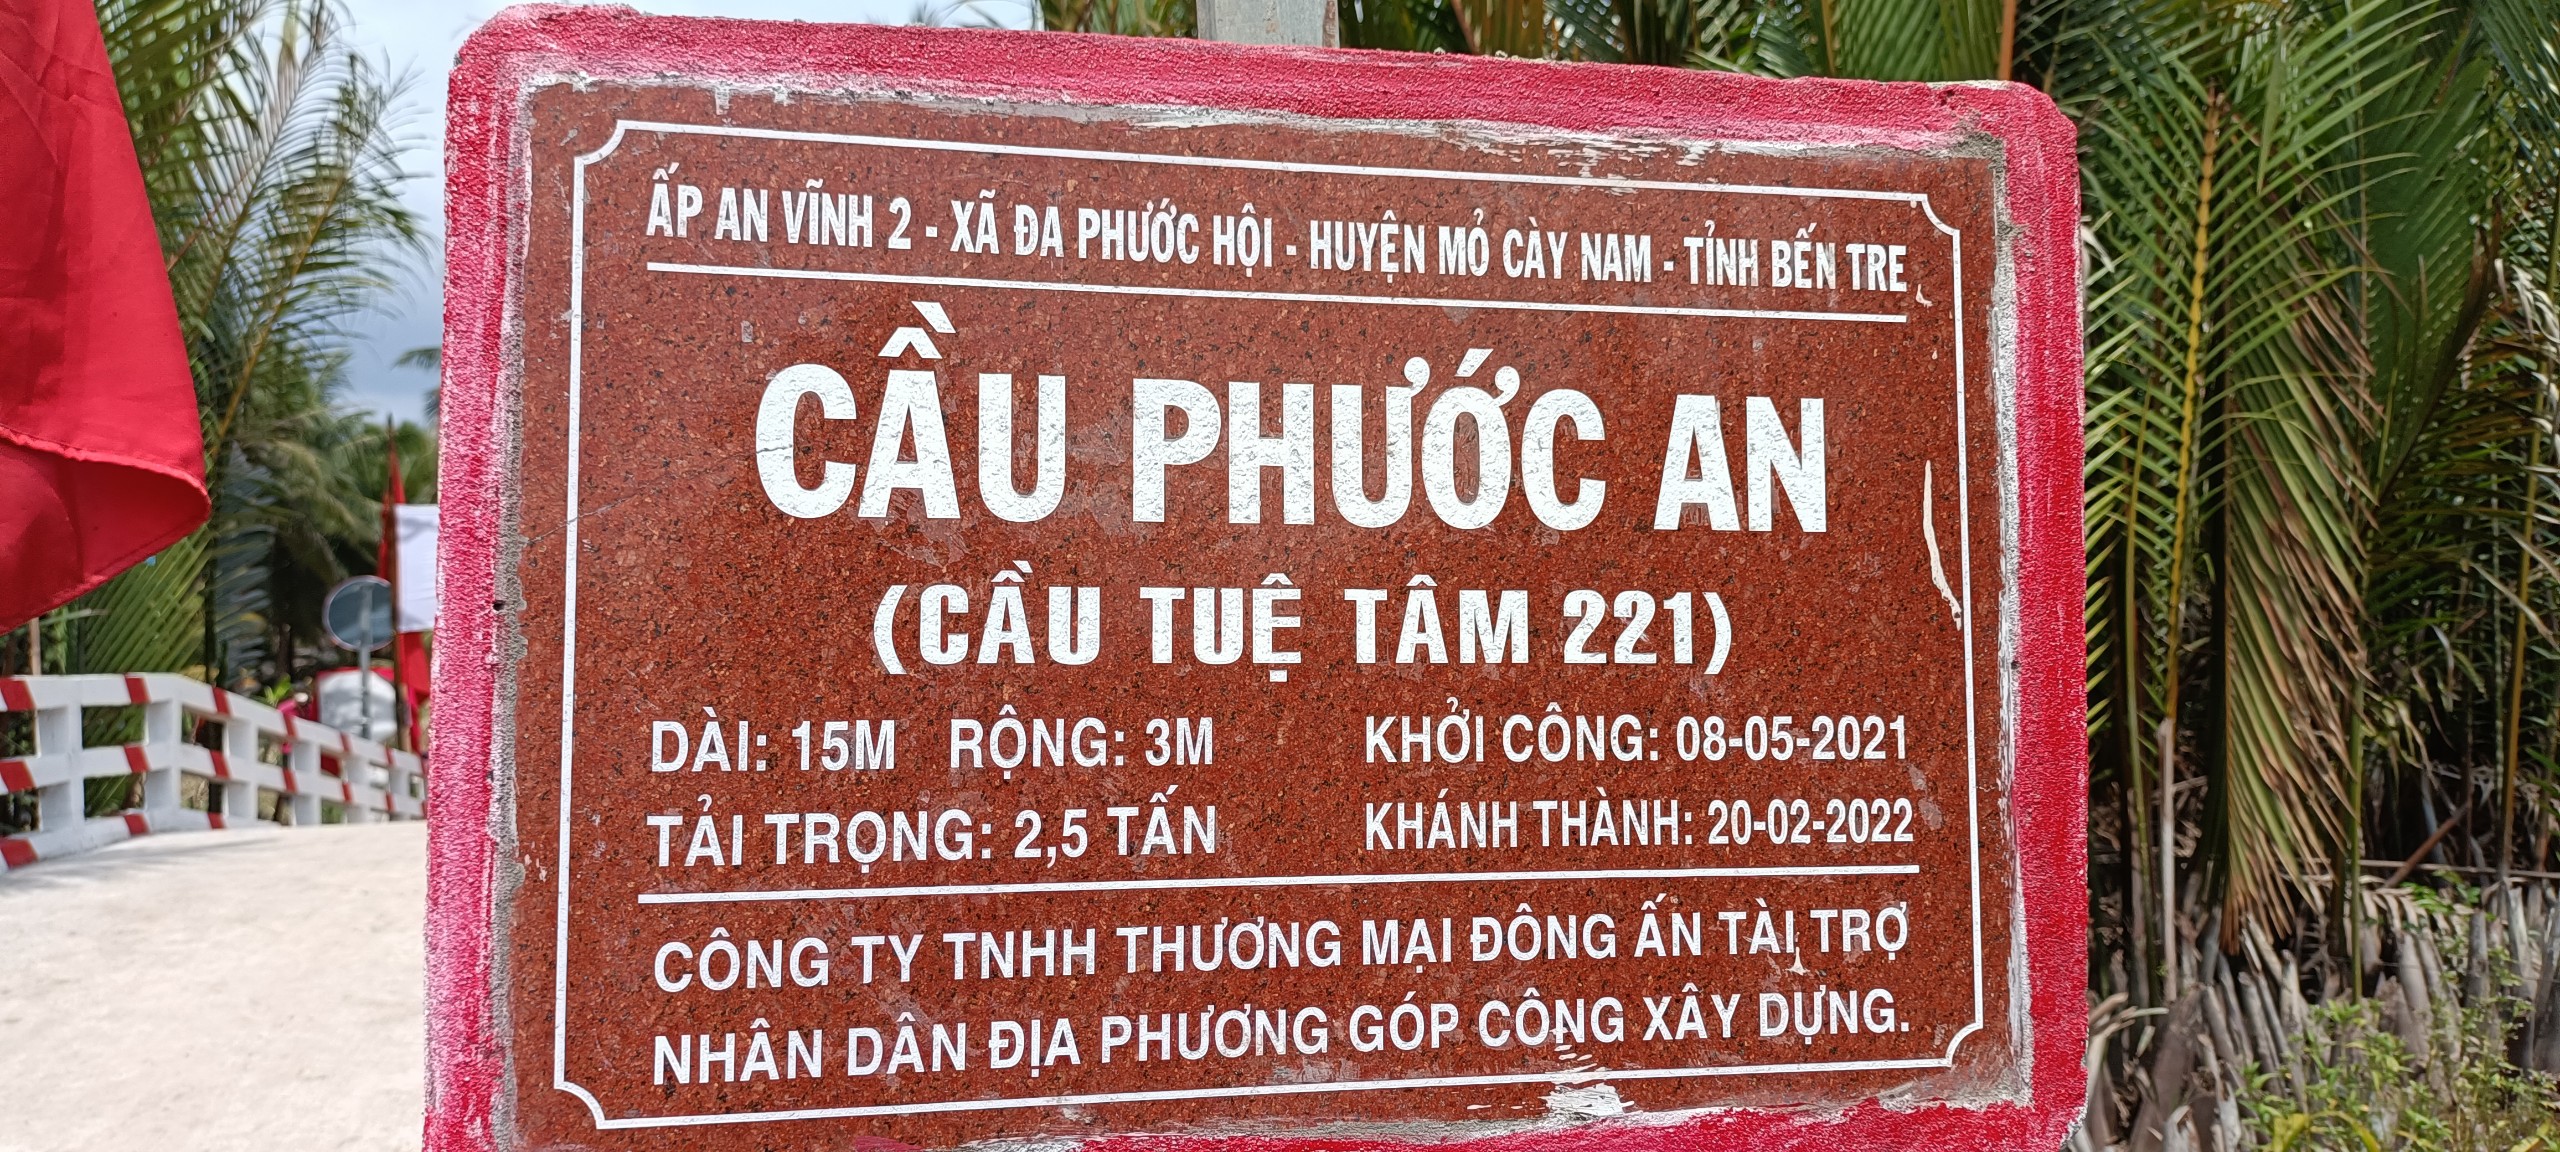 ẤP AN VĨNH 2 - XÃ ĐA PHƯỚC HỘI - HUYỆN MỎ CÀY NAM - TỈNH BẾN TRE
CẦU PHƯỚC AN
(CẦU TUỆ TÂM 221)
DÀI: 15M RỘNG: 3M KHỞI CÔNG: 08-05-2021
TẢI TRỌNG: 2,5 TẤN KHÁNH THÀNH: 20-02-2022
CÔNG TY TNHH THƯƠNG MẠI ĐÔNG ẤN TÀI TRỢ
NHÂN DÂN ĐỊA PHƯƠNG GÓP CÔNG XÂY DỰNG.